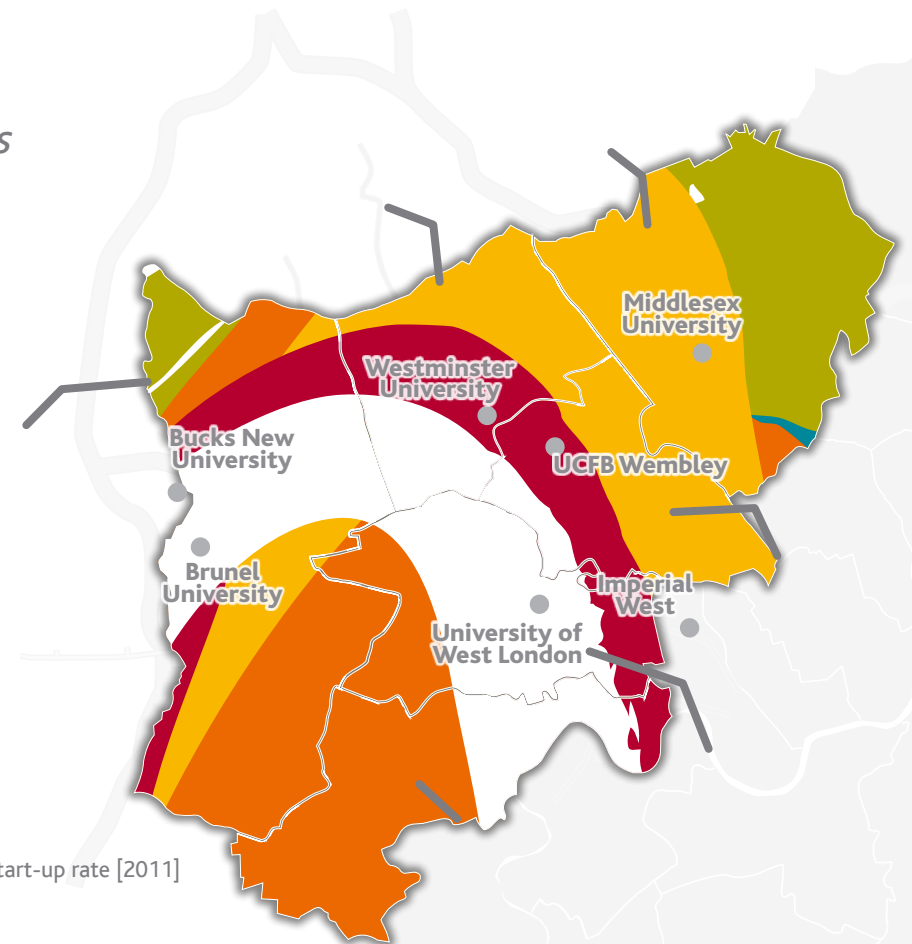 s
Middlesex
University
Westminster
University
Bucks New
University
UCFB Wembley
Brunel
University
Imperial
West
University of
West London
tart-up rate [2011]